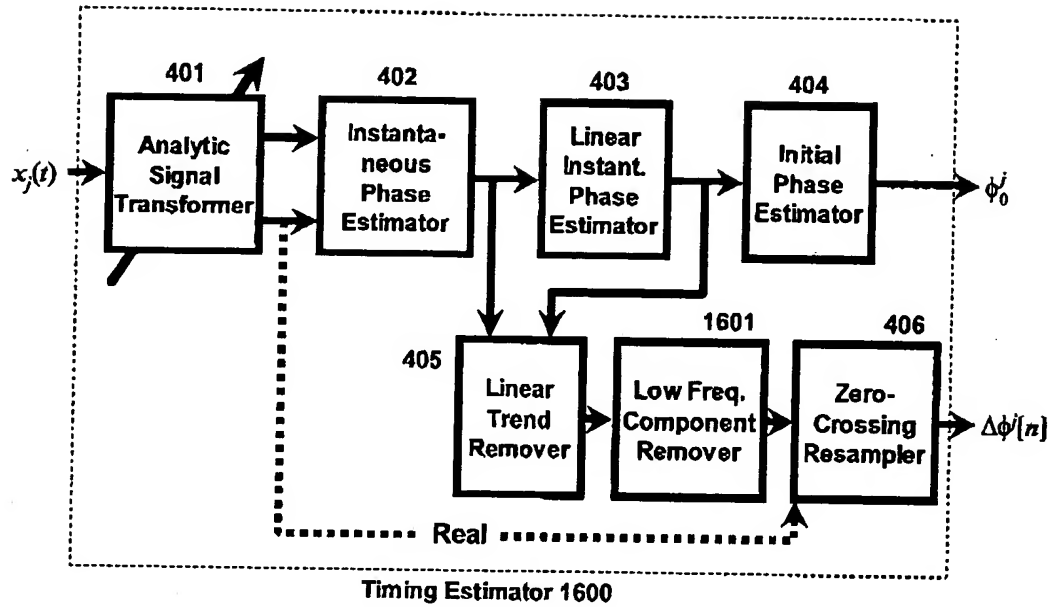 401
402
403
404
x_j(t)
Analytic
Signal
Transformer
Instanta-
neous
Phase
Estimator
Linear
Instant.
Phase
Estimator
Initial
Phase
Estimator
ϕ_0^j
405
1601
406
Linear
Trend
Remover
Low Freq.
Component
Remover
Zero-
Crossing
Resampler
Δϕ^j[n]
Real
Timing Estimator 1600